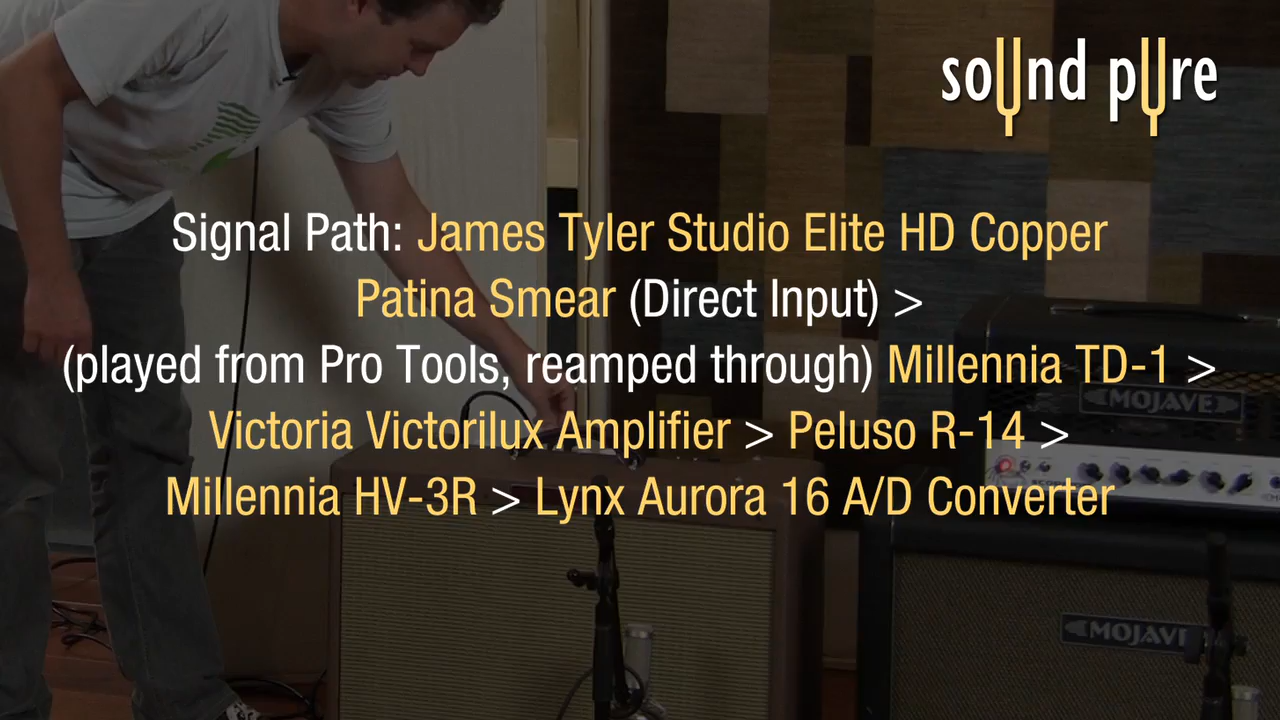 sound pure
Signal Path: James Tyler Studio Elite HD Copper
Patina Smear (Direct Input) >
(played from Pro Tools, reamped through) Millennia TD-1 >
Victoria Victorilux Amplifier > Peluso R-14 >
Millennia HV-3R > Lynx Aurora 16 A/D Converter
MOJAVE
MOJAVE